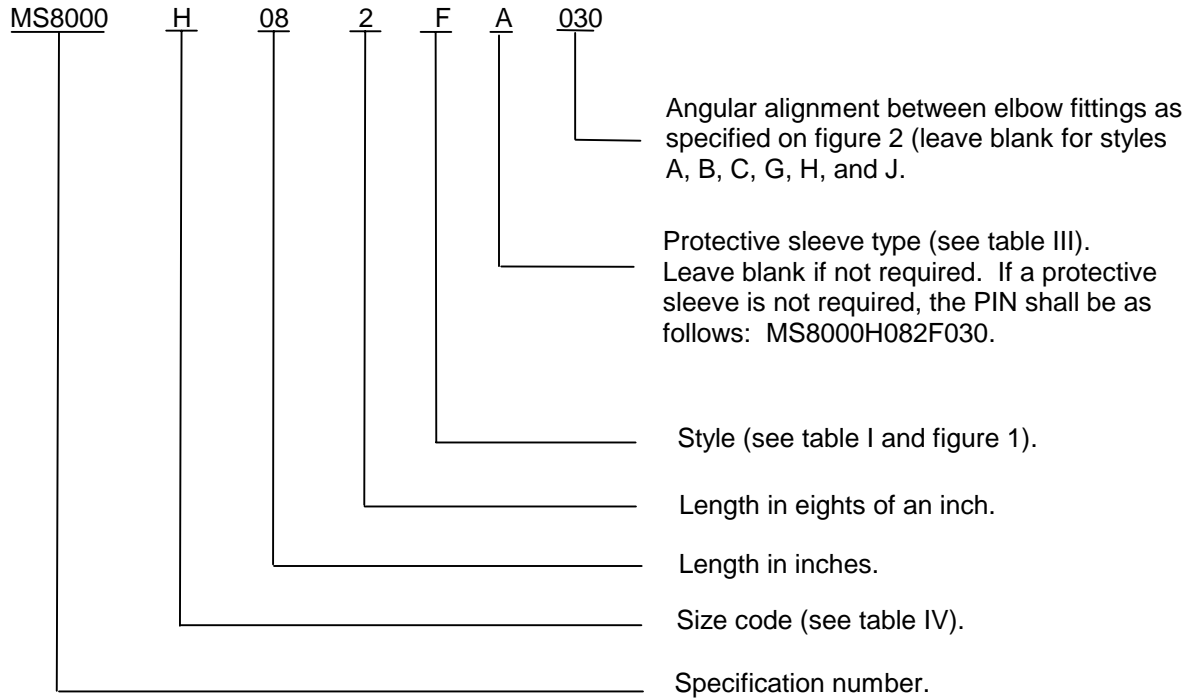 MS8000 H 08 2 F A 030
Angular alignment between elbow fittings as
specified on figure 2 (leave blank for styles
A, B, C, G, H, and J.
Protective sleeve type (see table III).
Leave blank if not required. If a protective
sleeve is not required, the PIN shall be as
follows: MS8000H082F030.
Style (see table I and figure 1).
Length in eights of an inch.
Length in inches.
Size code (see table IV).
Specification number.